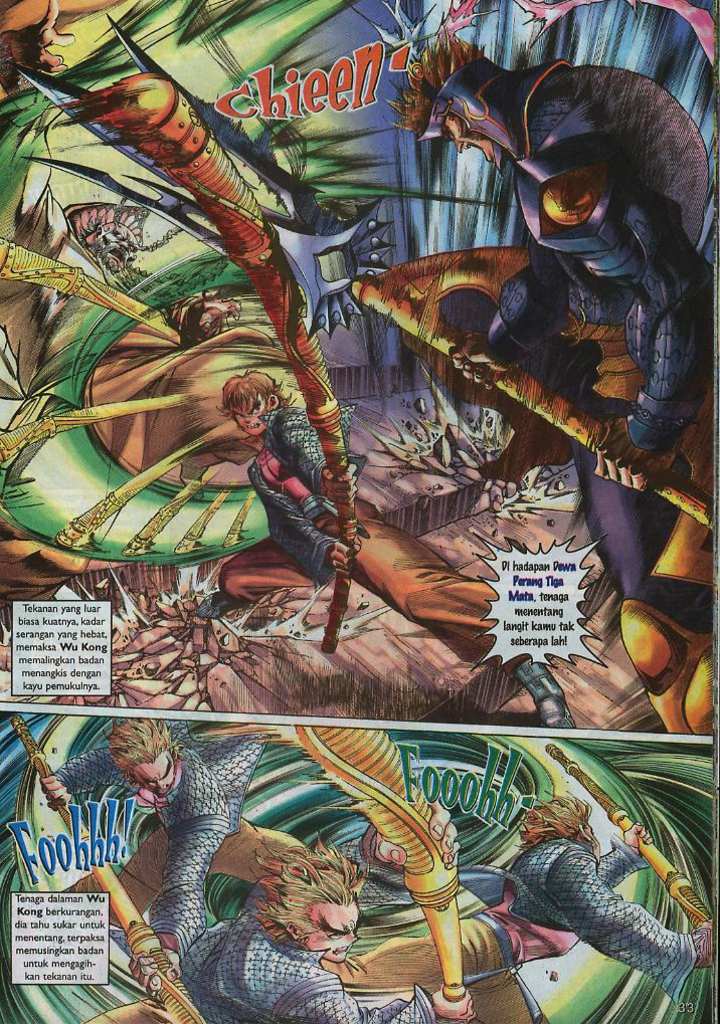 Chieen -
Di hadapan Dewa
Perang Tiga
Mata, tenaga
menentang
langit kamu tak
seberapa lah!
Tekanan yang luar
biasa kuatnya, kadar
serangan yang hebat,
memaksa Wu Kong
memalingkan badan
menangkis dengan
kayu pemukulnya.
Foohhh!
Fooohh -
Tenaga dalaman Wu
Kong berkurangan,
dia tahu sukar untuk
menentang, terpaksa
memusingkan badan
untuk mengagih-
kan tekanan itu.
33